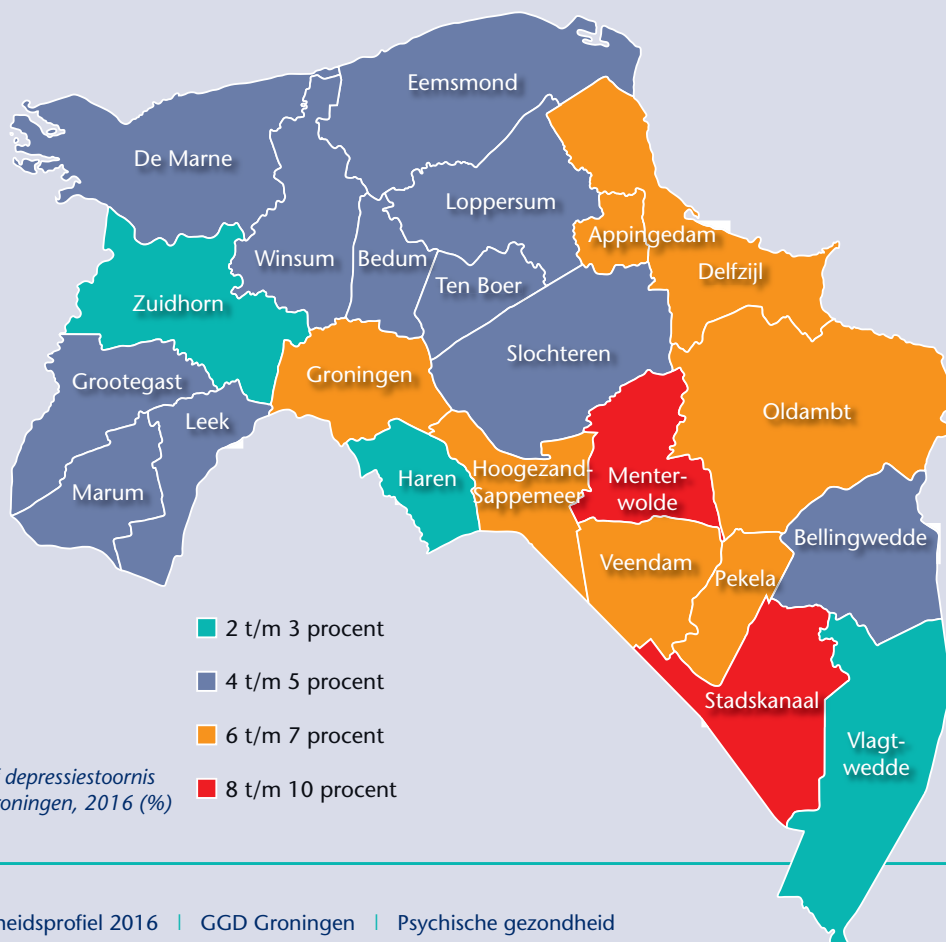 Eemsmond
De Marne
Loppersum
Appingedam
Winsum
Bedum
Ten Boer
Delfzijl
Zuidhorn
Slochteren
Grootegast
Groningen
Oldambt
Leek
Haren
Hoogezand-
Sappemeer
Menter-
wolde
Marum
Bellingwedde
Veendam
Pekela
2 t/m 3 procent
4 t/m 5 procent
6 t/m 7 procent
8 t/m 10 procent
Stadskanaal
Vlagt-
wedde
depressiestoornis
oningen, 2016 (%)
heidsprofiel 2016 | GGD Groningen | Psychische gezondheid